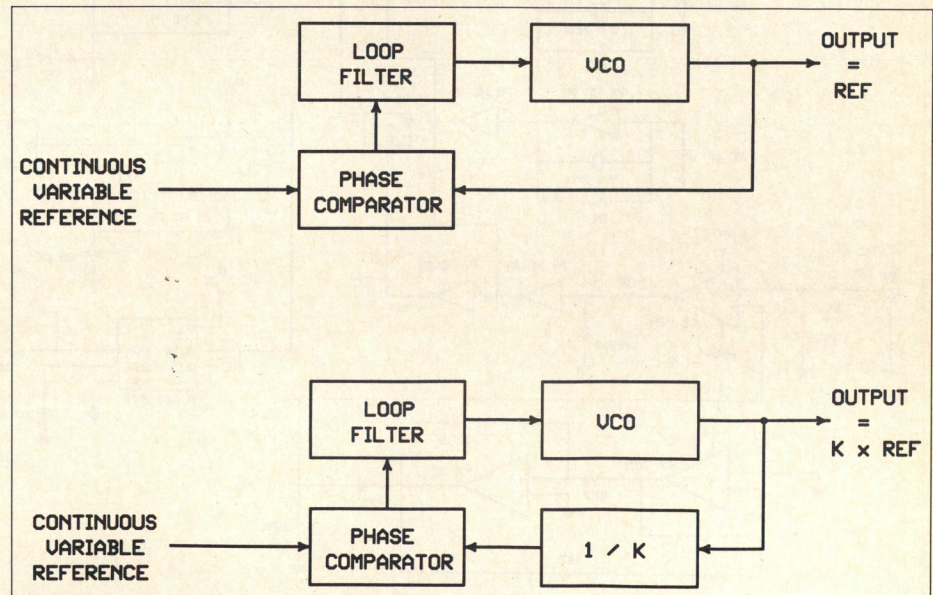 LOOP
FILTER
VCO
OUTPUT
=
REF
CONTINUOUS
VARIABLE
REFERENCE
PHASE
COMPARATOR
LOOP
FILTER
VCO
OUTPUT
=
K x REF
CONTINUOUS
VARIABLE
REFERENCE
PHASE
COMPARATOR
1 / K